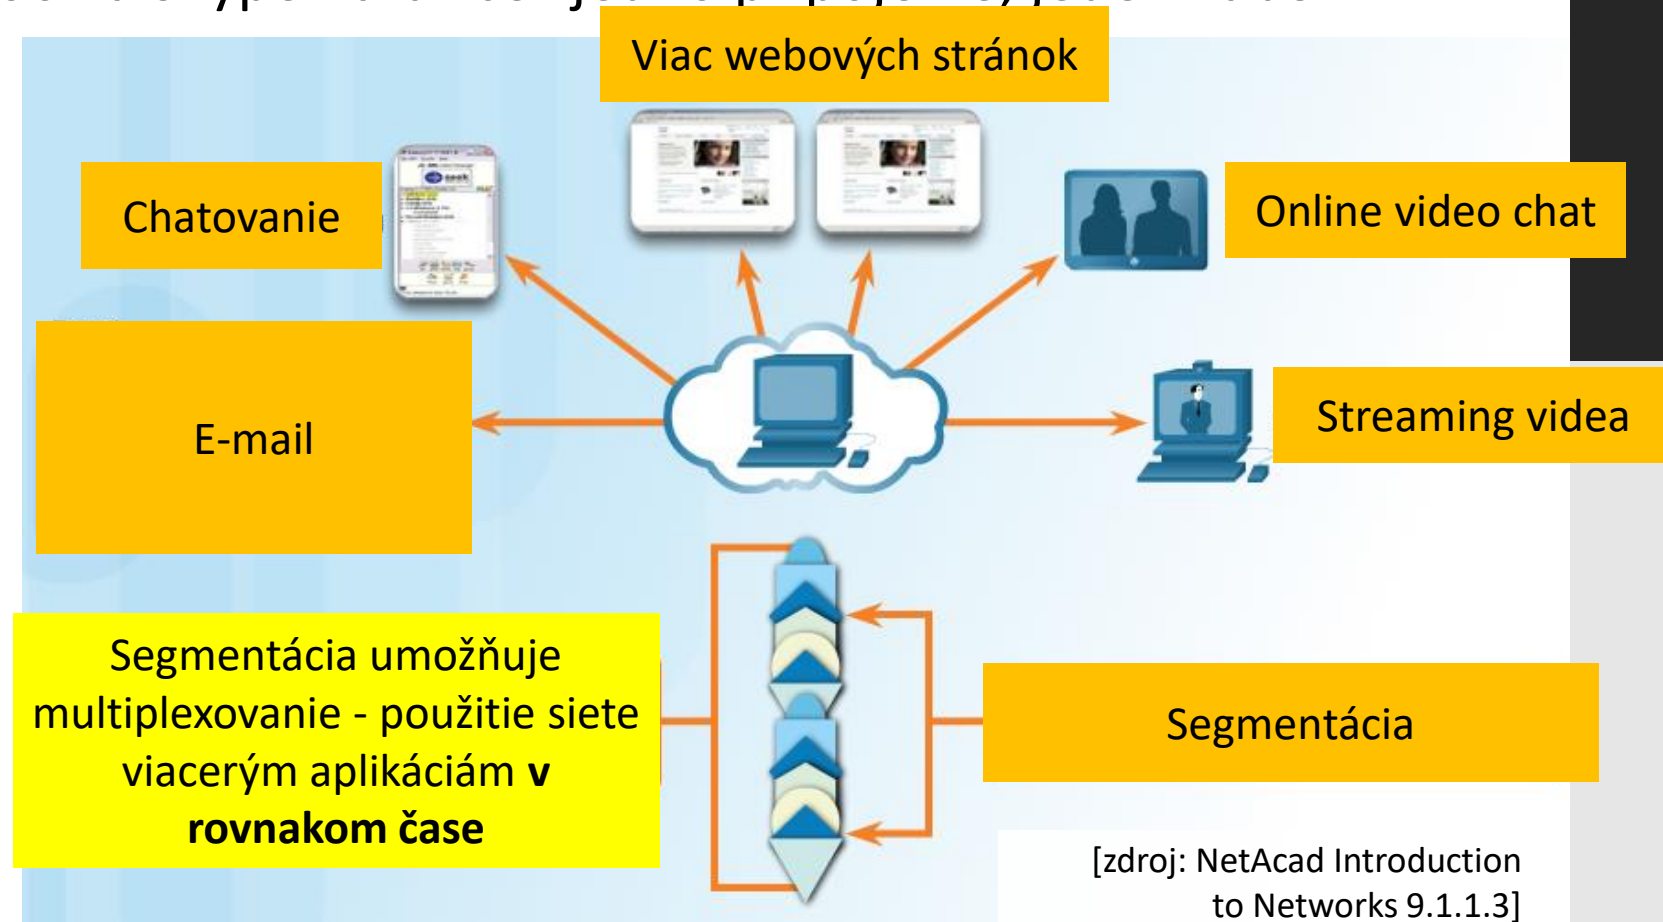 Viac webových stránok
Chatovanie
Online video chat
E-mail
Streaming videa
Segmentácia umožňuje
multiplexovanie - použitie siete
viacerým aplikáciám v
rovnakom čase
Segmentácia
[zdroj: NetAcad Introduction
to Networks 9.1.1.3]